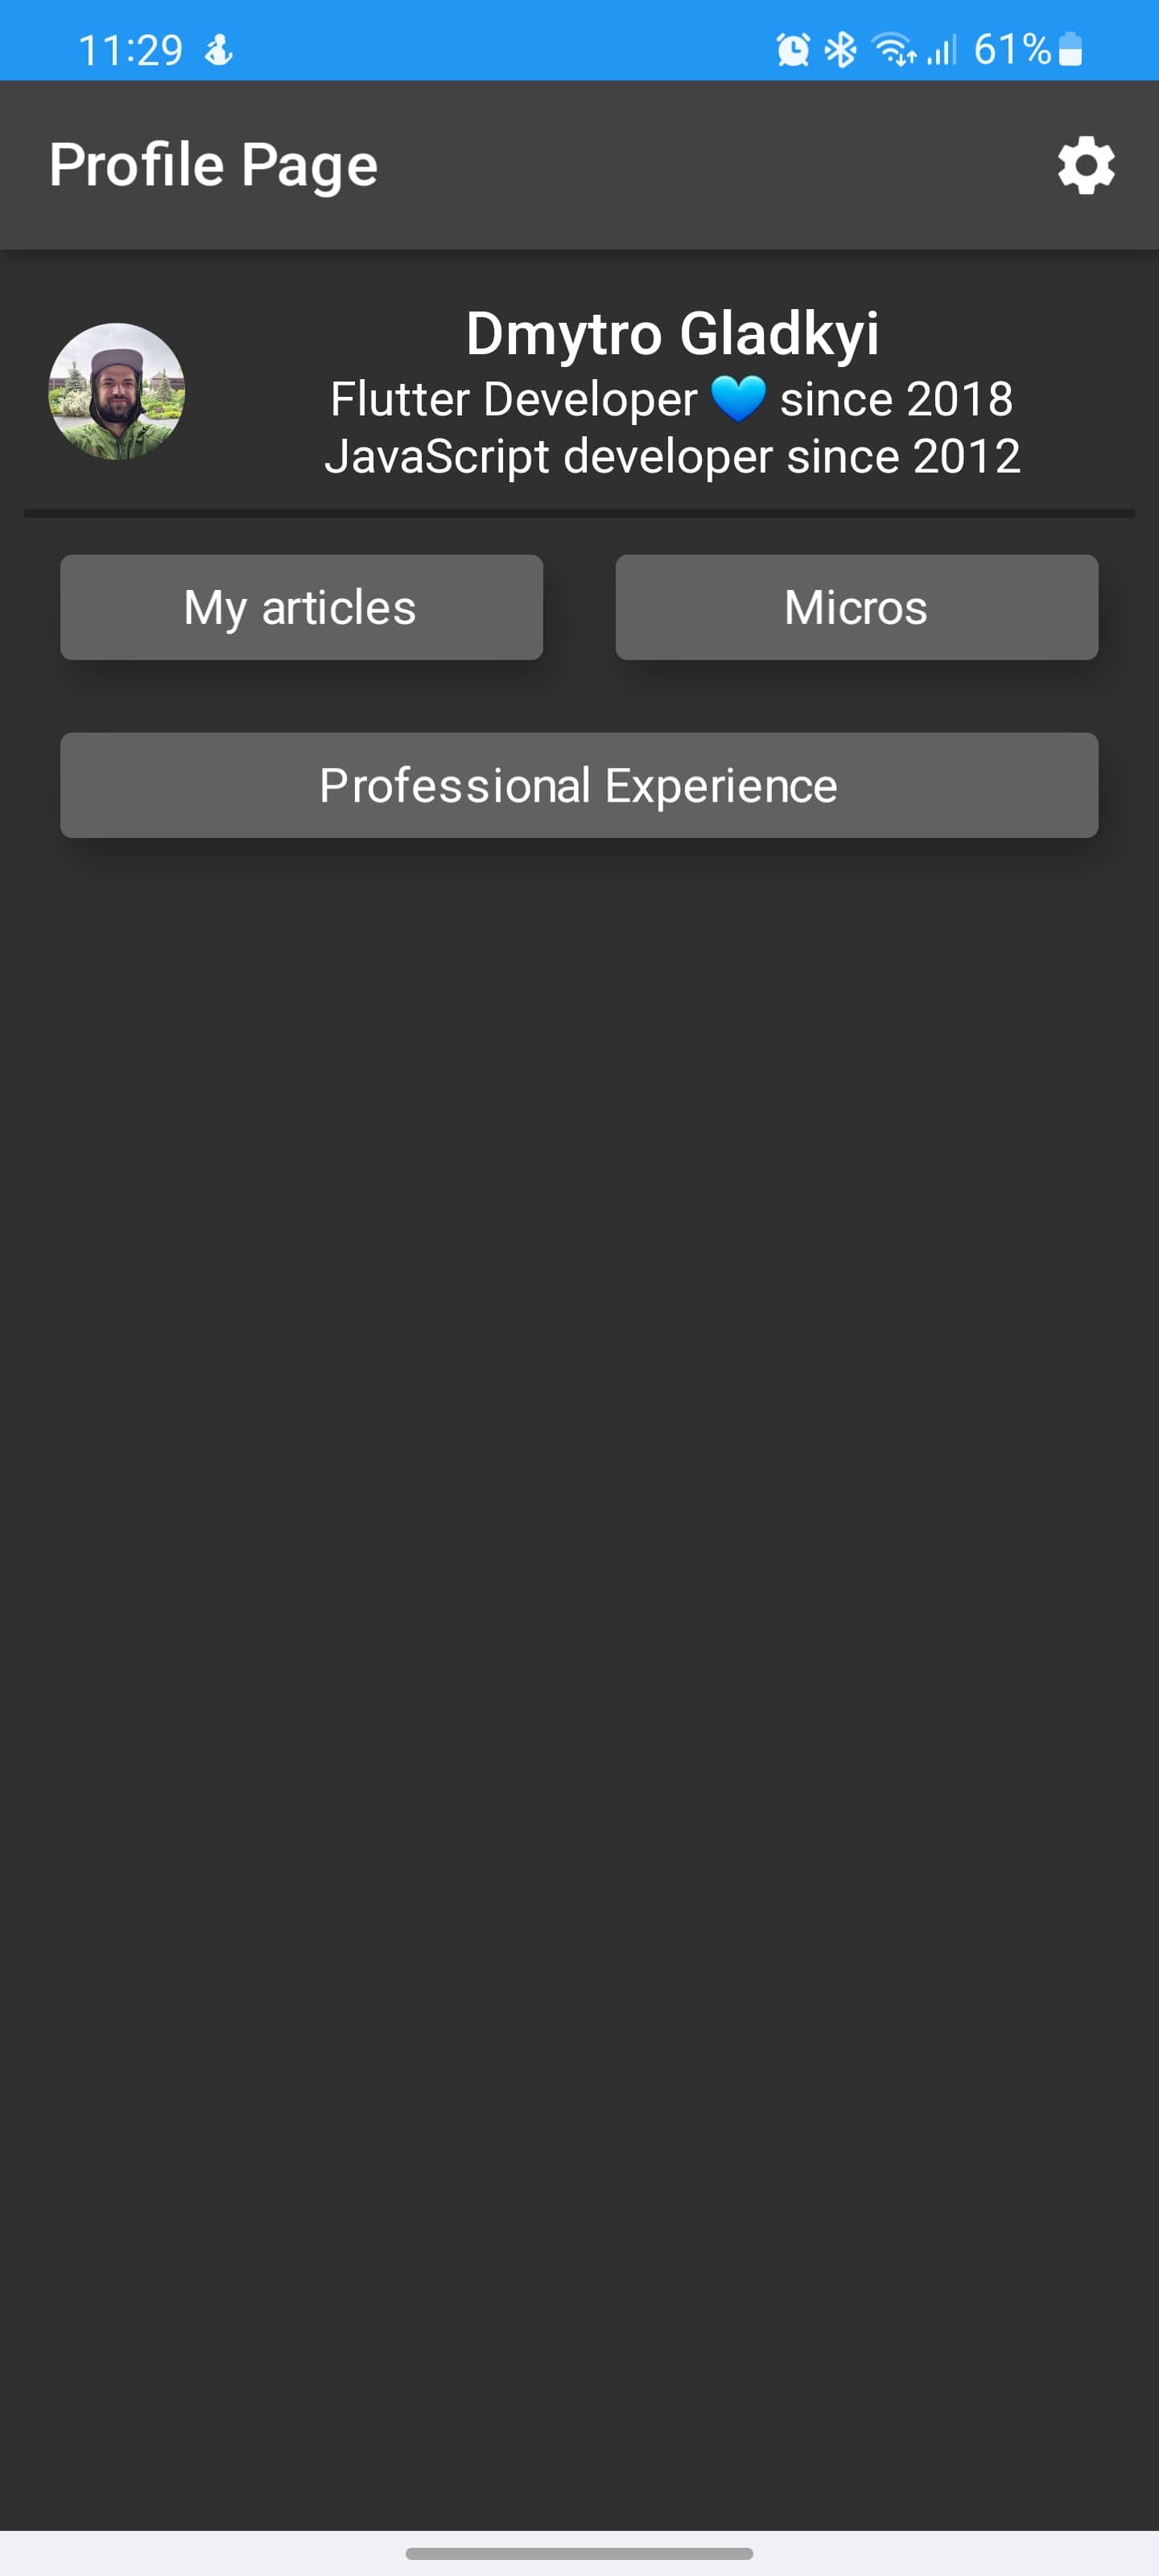 11:29 61%
Profile Page
Dmytro Gladkyi
Flutter Developer 💙 since 2018
JavaScript developer since 2012
My articles Micros
Professional Experience